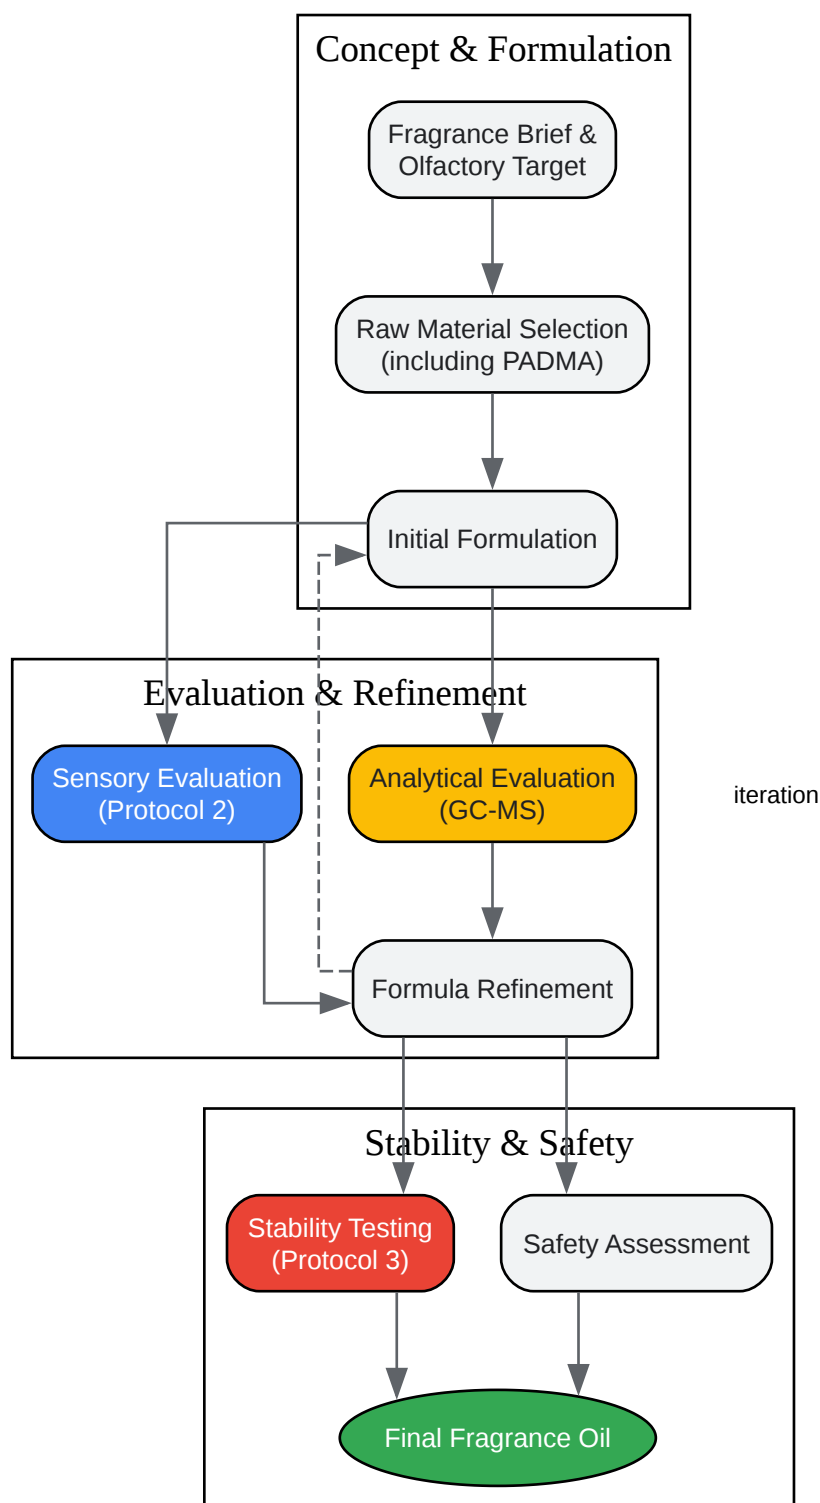 Concept & Formulation
Fragrance Brief &
Olfactory Target
Raw Material Selection
(including PADMA)
Initial Formulation
Evaluation & Refinement
Sensory Evaluation
(Protocol 2)
Analytical Evaluation
(GC-MS)
iteration
Formula Refinement
Stability & Safety
Stability Testing
(Protocol 3)
Safety Assessment
Final Fragrance Oil